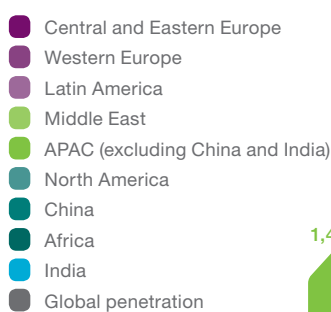 Central and Eastern Europe
Western Europe
Latin America
Middle East
APAC (excluding China and India)
North America
China
Africa
India
Global penetration